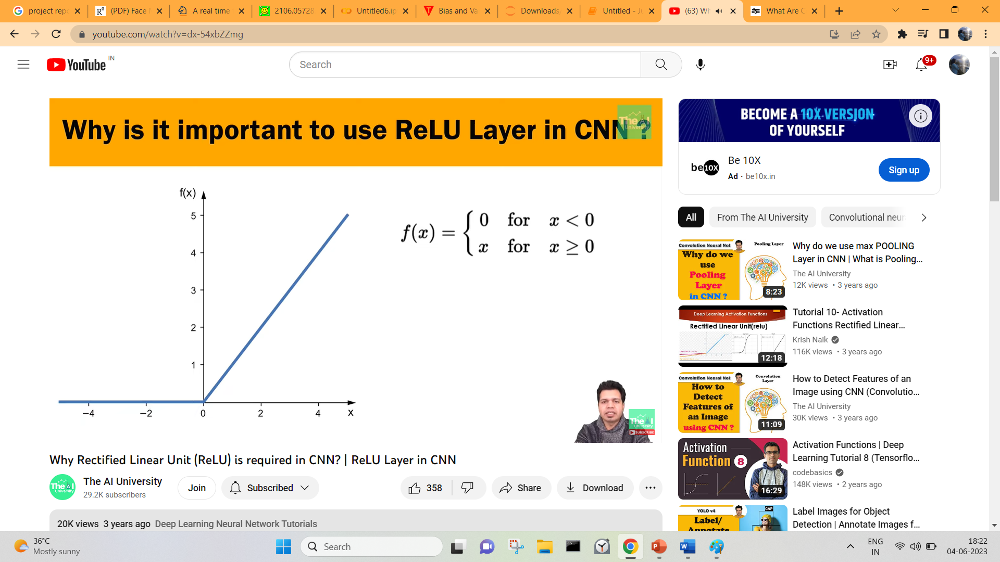 project rep
(PDF) Face
A real time
2106.05728
Untitled6.ip
Bias and Va
Downloads
Untitled - Ju
(63) Wh
What Are C
youtube.com/watch?v=dx-54xbZZmg
YouTube IN
Search
9+
Why is it important to use ReLU Layer in CNN ?
The AI
University
f(x)
5
4
3
2
1
−4 −2 0 2 4 x
f(x) = { 0 for x < 0
x for x ≥ 0
The AI
University
SUBSCRIBE
Why Rectified Linear Unit (ReLU) is required in CNN? | ReLU Layer in CNN
The AI
University
The AI University
29.2K subscribers
Join
Subscribed
358
Share
Download
20K views 3 years ago Deep Learning Neural Network Tutorials
BECOME A 10X VERSION
OF YOURSELF
be10X
Be 10X
Ad · be10x.in
Sign up
All
From The AI University
Convolutional neur
Convolution Neural Net
Pooling Layer
Why do we
use
Pooling
Layer
in CNN ?
8:23
Why do we use max POOLING
Layer in CNN | What is Pooling...
The AI University
12K views • 3 years ago
Deep Learning Activation Functions
Rectified Linear Unit(relu)
12:18
Tutorial 10- Activation
Functions Rectified Linear...
Krish Naik
116K views • 3 years ago
Convolution Neural Net
Convolution
Layer
How to
Detect
Features of
an Image
using CNN ?
11:09
How to Detect Features of an
Image using CNN (Convolutio...
The AI University
30K views • 3 years ago
Activation
Function 8
16:29
Activation Functions | Deep
Learning Tutorial 8 (Tensorflo...
codebasics
148K views • 2 years ago
YOLO v4
CAP
Label/
Annotate
Label Images for Object
Detection | Annotate Images f...
36°C
Mostly sunny
Search
ENG
IN
18:22
04-06-2023